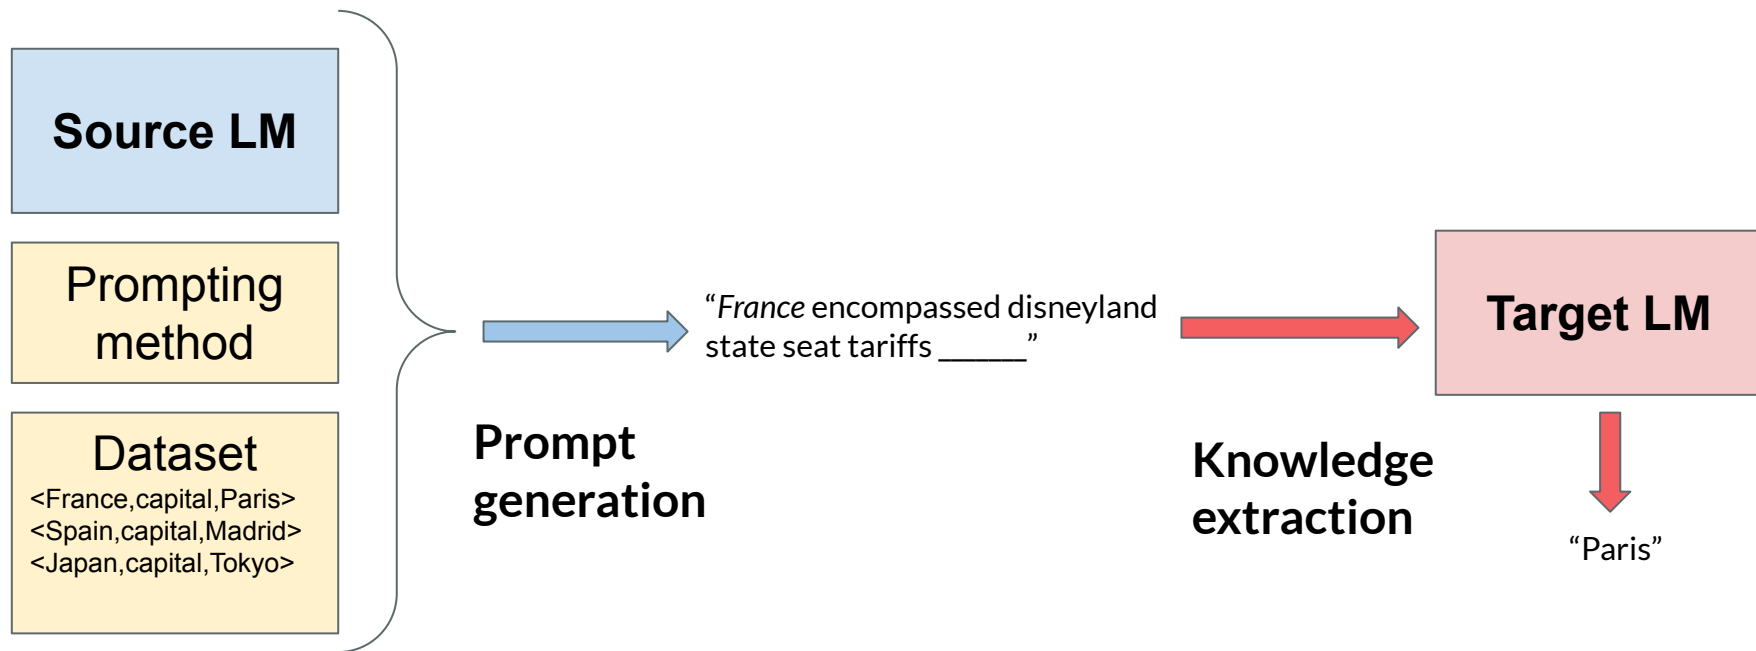 Source LM
Prompting
method
Dataset
<France,capital,Paris>
<Spain,capital,Madrid>
<Japan,capital,Tokyo>
Prompt
generation
“France encompassed disneyland
state seat tariffs _______”
Knowledge
extraction
Target LM
“Paris”